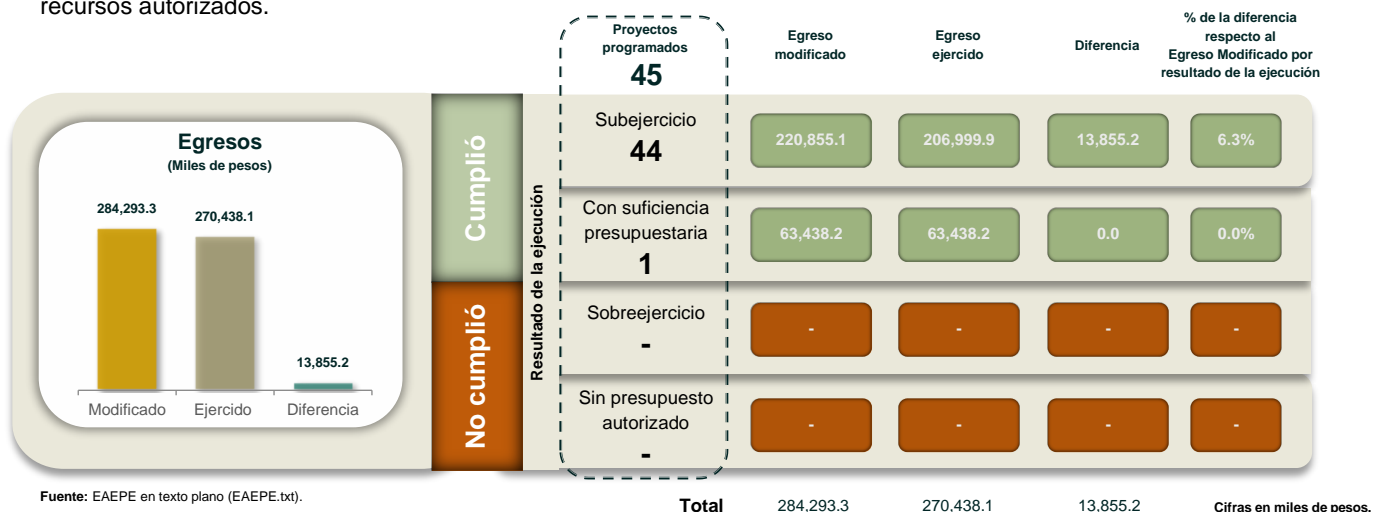 recursos autorizados.
Proyectos
programados
45
Egreso
modificado
Egreso
ejercido
Diferencia
% de la diferencia
respecto al
Egreso Modificado por
resultado de la ejecución
Egresos
(Miles de pesos)
284,293.3
270,438.1
13,855.2
Modificado
Ejercido
Diferencia
Cumplió
No cumplió
Resultado de la ejecución
Subejercicio
44
220,855.1
206,999.9
13,855.2
6.3%
Con suficiencia
presupuestaria
1
63,438.2
63,438.2
0.0
0.0%
Sobreejercicio
-
-
-
-
-
Sin presupuesto
autorizado
-
-
-
-
-
Fuente: EAEPE en texto plano (EAEPE.txt).
Total
284,293.3
270,438.1
13,855.2
Cifras en miles de pesos.